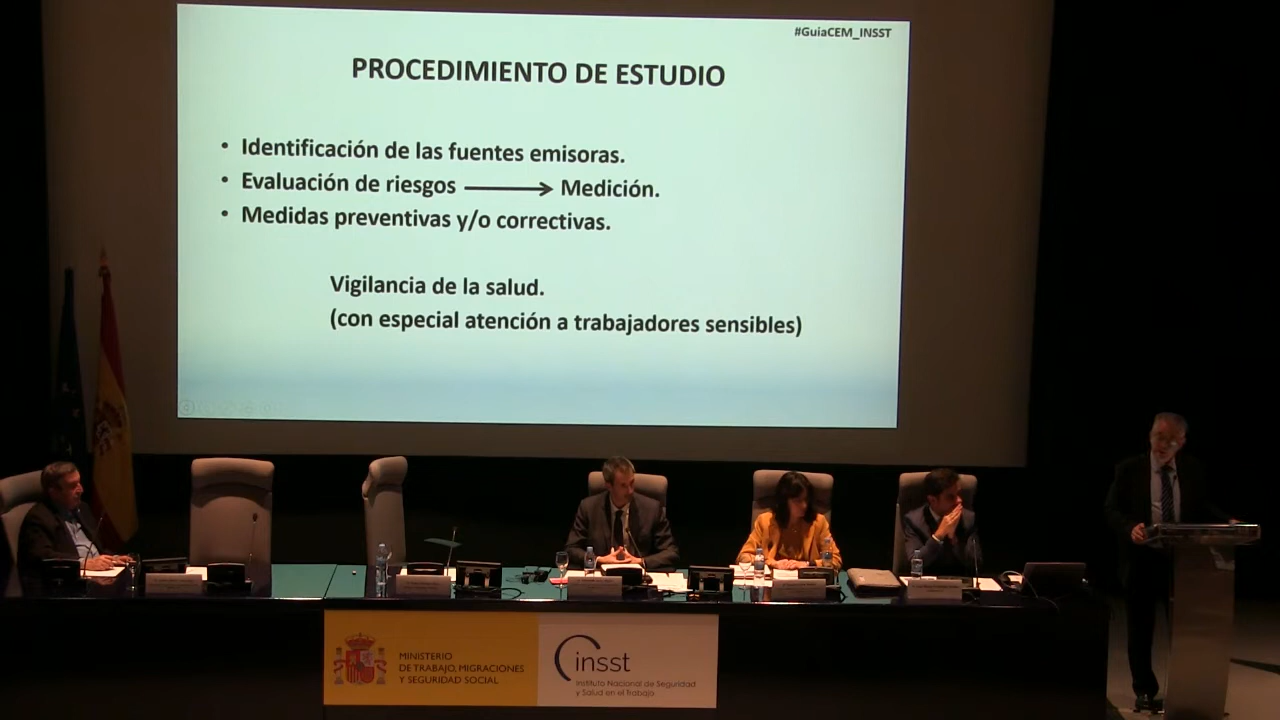 #GuiaCEM_INSST
PROCEDIMIENTO DE ESTUDIO
• Identificación de las fuentes emisoras.
• Evaluación de riesgos → Medición.
• Medidas preventivas y/o correctivas.
Vigilancia de la salud.
(con especial atención a trabajadores sensibles)
MINISTERIO
DE TRABAJO, MIGRACIONES
Y SEGURIDAD SOCIAL
insst
Instituto Nacional de Seguridad
y Salud en el Trabajo